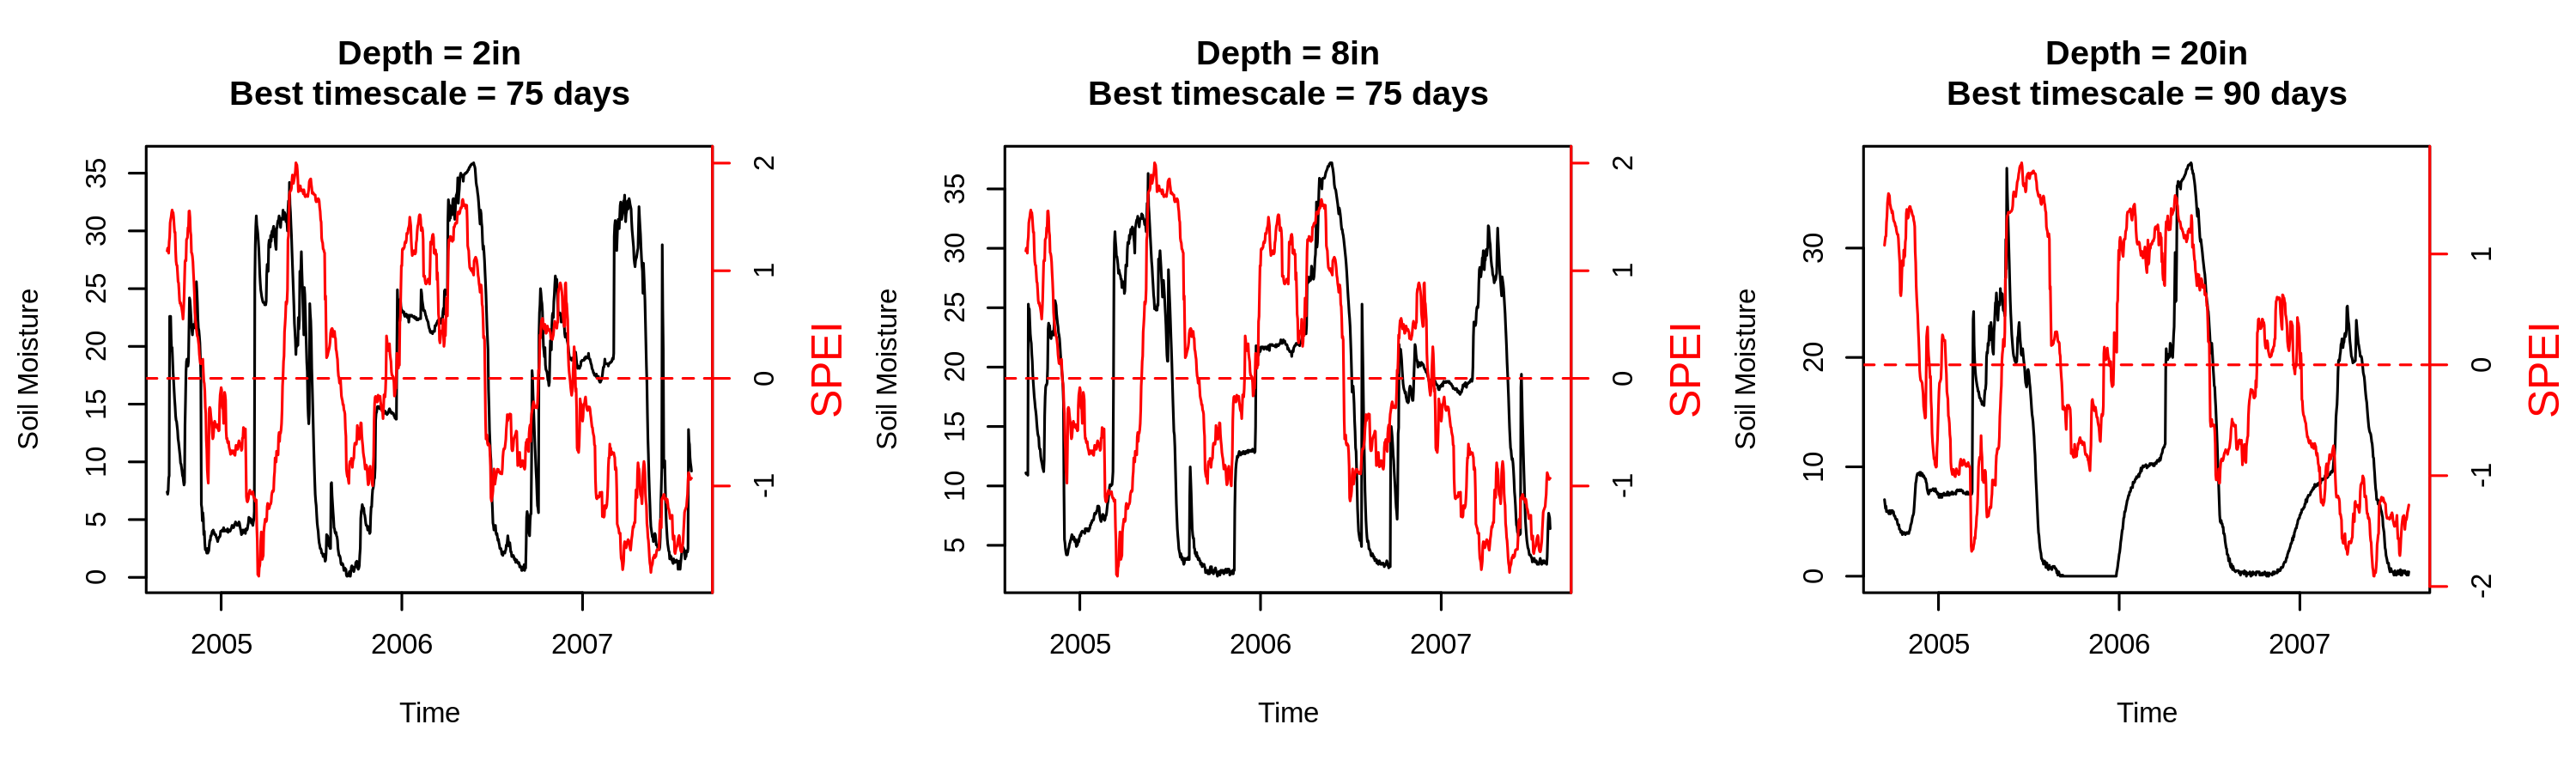 Depth = 2in
Best timescale = 75 days
Soil Moisture
0
5
10
15
20
25
30
35
-1
0
1
2
SPEI
2005
2006
2007
Time
Depth = 8in
Best timescale = 75 days
Soil Moisture
5
10
15
20
25
30
35
-1
0
1
2
SPEI
2005
2006
2007
Time
Depth = 20in
Best timescale = 90 days
Soil Moisture
0
10
20
30
-2
-1
0
1
SPEI
2005
2006
2007
Time